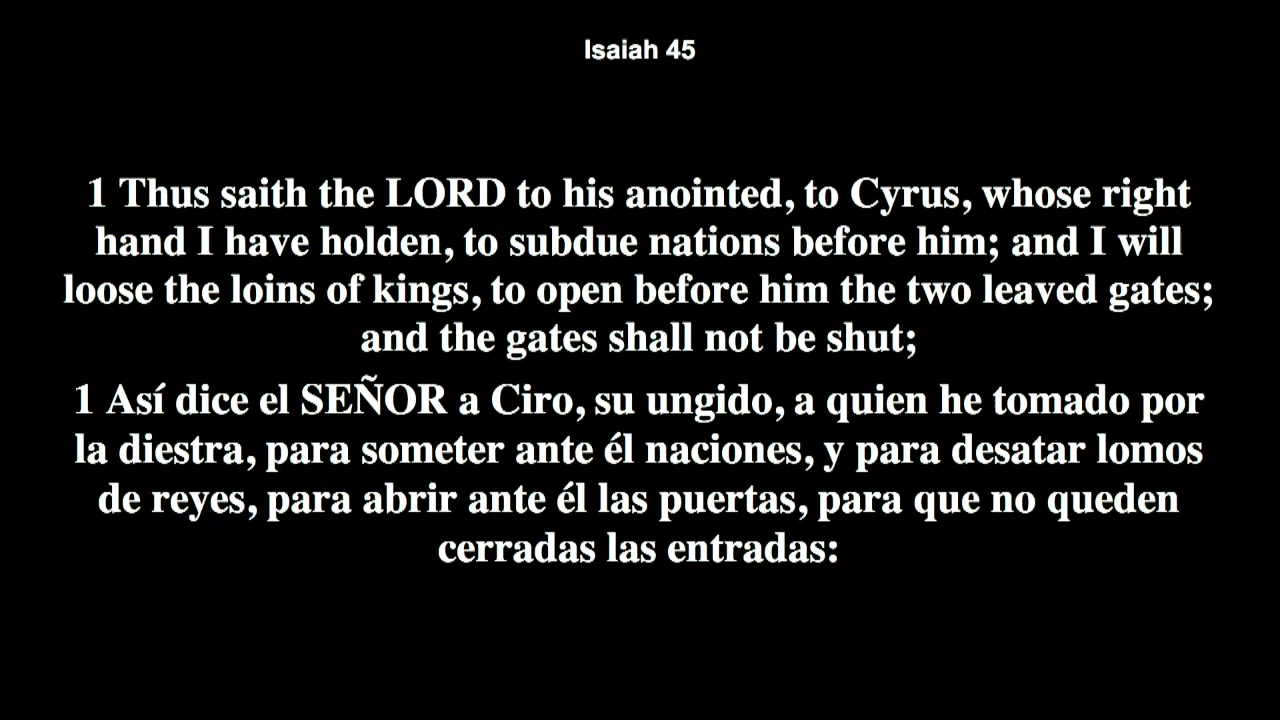 Isaiah 45
1 Thus saith the LORD to his anointed, to Cyrus, whose right
hand I have holden, to subdue nations before him; and I will
loose the loins of kings, to open before him the two leaved gates;
and the gates shall not be shut;
1 Así dice el SEÑOR a Ciro, su ungido, a quien he tomado por
la diestra, para someter ante él naciones, y para desatar lomos
de reyes, para abrir ante él las puertas, para que no queden
cerradas las entradas: